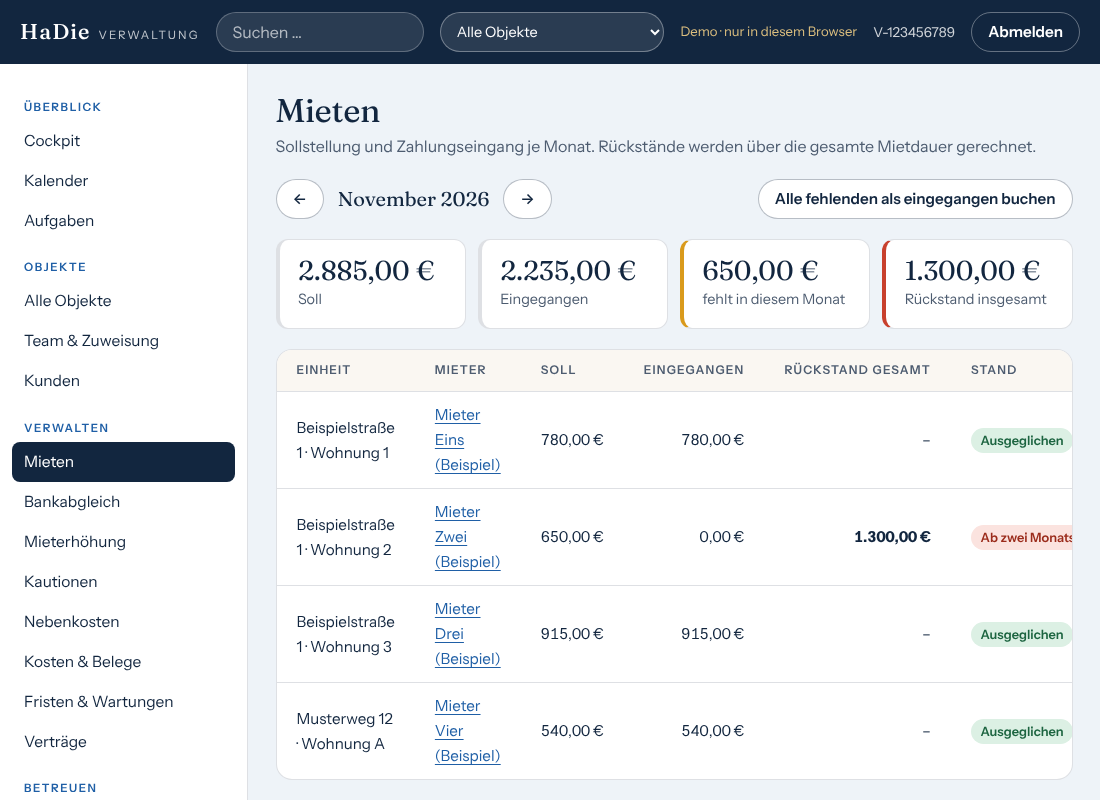 HaDie VERWALTUNG
Suchen ...
Alle Objekte
Demo · nur in diesem Browser
V-123456789
Abmelden
ÜBERBLICK
Cockpit
Kalender
Aufgaben
OBJEKTE
Alle Objekte
Team & Zuweisung
Kunden
VERWALTEN
Mieten
Bankabgleich
Mieterhöhung
Kautionen
Nebenkosten
Kosten & Belege
Fristen & Wartungen
Verträge
BETREUEN
Mieten
Sollstellung und Zahlungseingang je Monat. Rückstände werden über die gesamte Mietdauer gerechnet.
← November 2026 →
Alle fehlenden als eingegangen buchen
2.885,00 €
Soll
2.235,00 €
Eingegangen
650,00 €
fehlt in diesem Monat
1.300,00 €
Rückstand insgesamt
EINHEIT MIETER SOLL EINGEGANGEN RÜCKSTAND GESAMT STAND
Beispielstraße
1 · Wohnung 1
Mieter
Eins
(Beispiel)
780,00 € 780,00 € – Ausgeglichen
Beispielstraße
1 · Wohnung 2
Mieter
Zwei
(Beispiel)
650,00 € 0,00 € 1.300,00 € Ab zwei Monats
Beispielstraße
1 · Wohnung 3
Mieter
Drei
(Beispiel)
915,00 € 915,00 € – Ausgeglichen
Musterweg 12
· Wohnung A
Mieter
Vier
(Beispiel)
540,00 € 540,00 € – Ausgeglichen